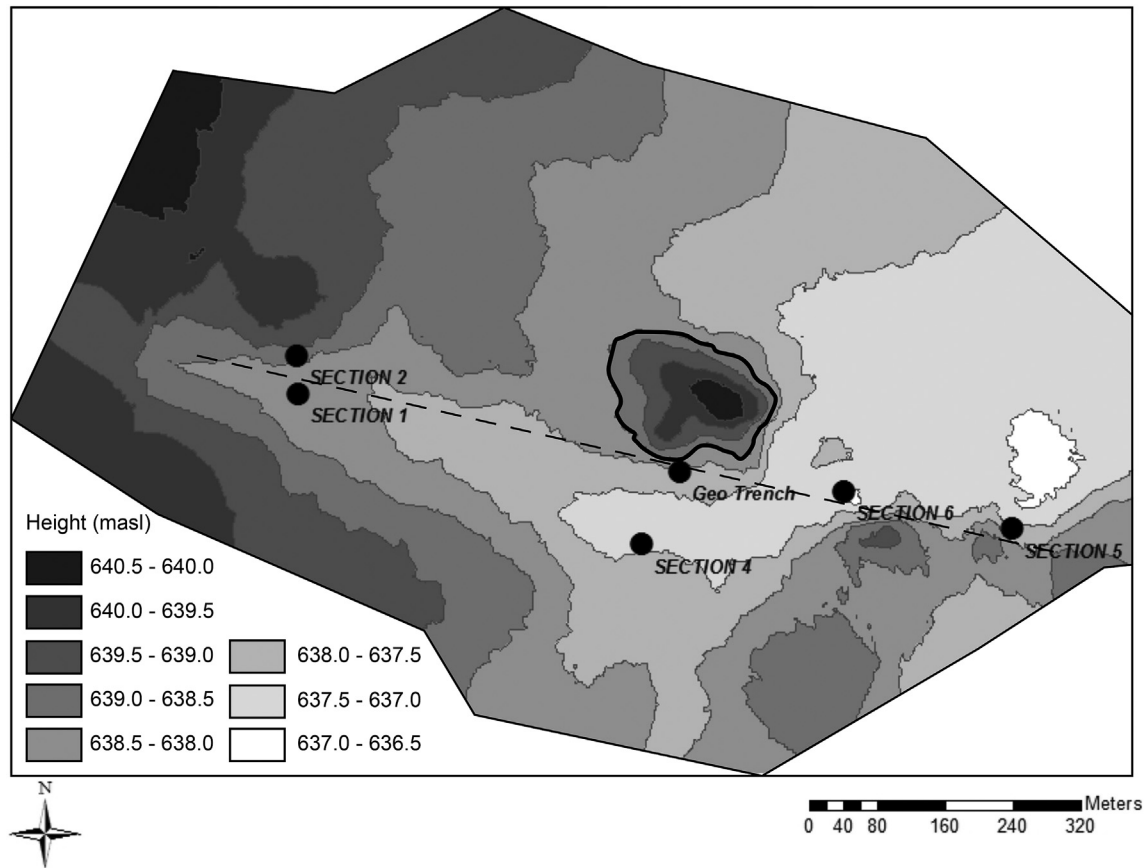 SECTION 2
SECTION 1
Geo Trench
SECTION 6
SECTION 5
SECTION 4
Height (masl)
640.5 - 640.0
640.0 - 639.5
639.5 - 639.0
639.0 - 638.5
638.5 - 638.0
638.0 - 637.5
637.5 - 637.0
637.0 - 636.5
N
Meters
0 40 80 160 240 320